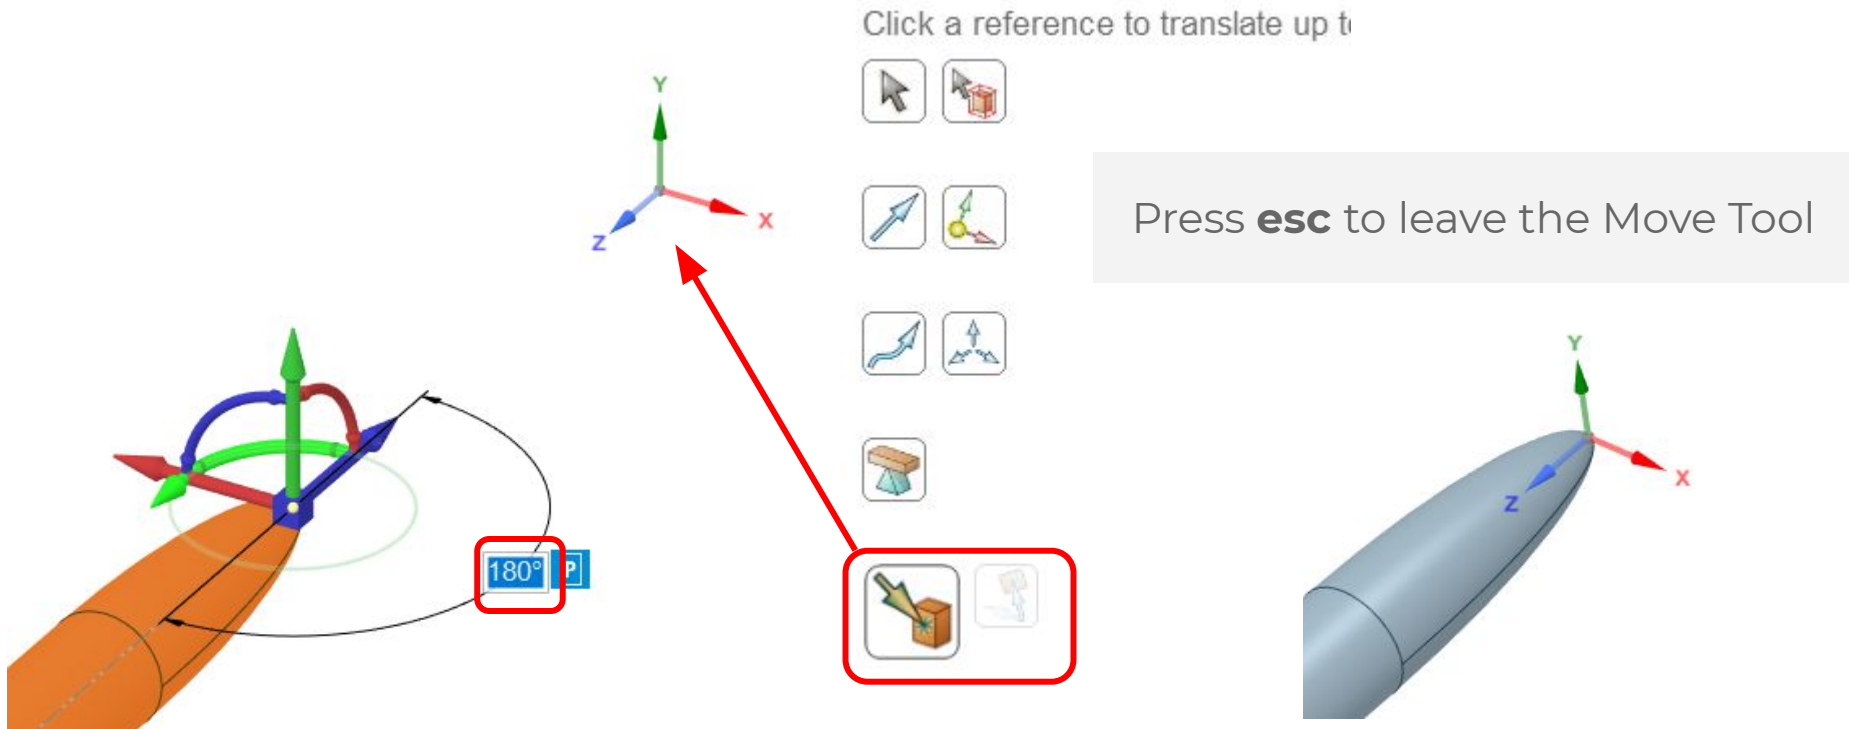 Click a reference to translate up t
Y
X
Z
Press esc to leave the Move Tool
180°
P
Y
X
Z